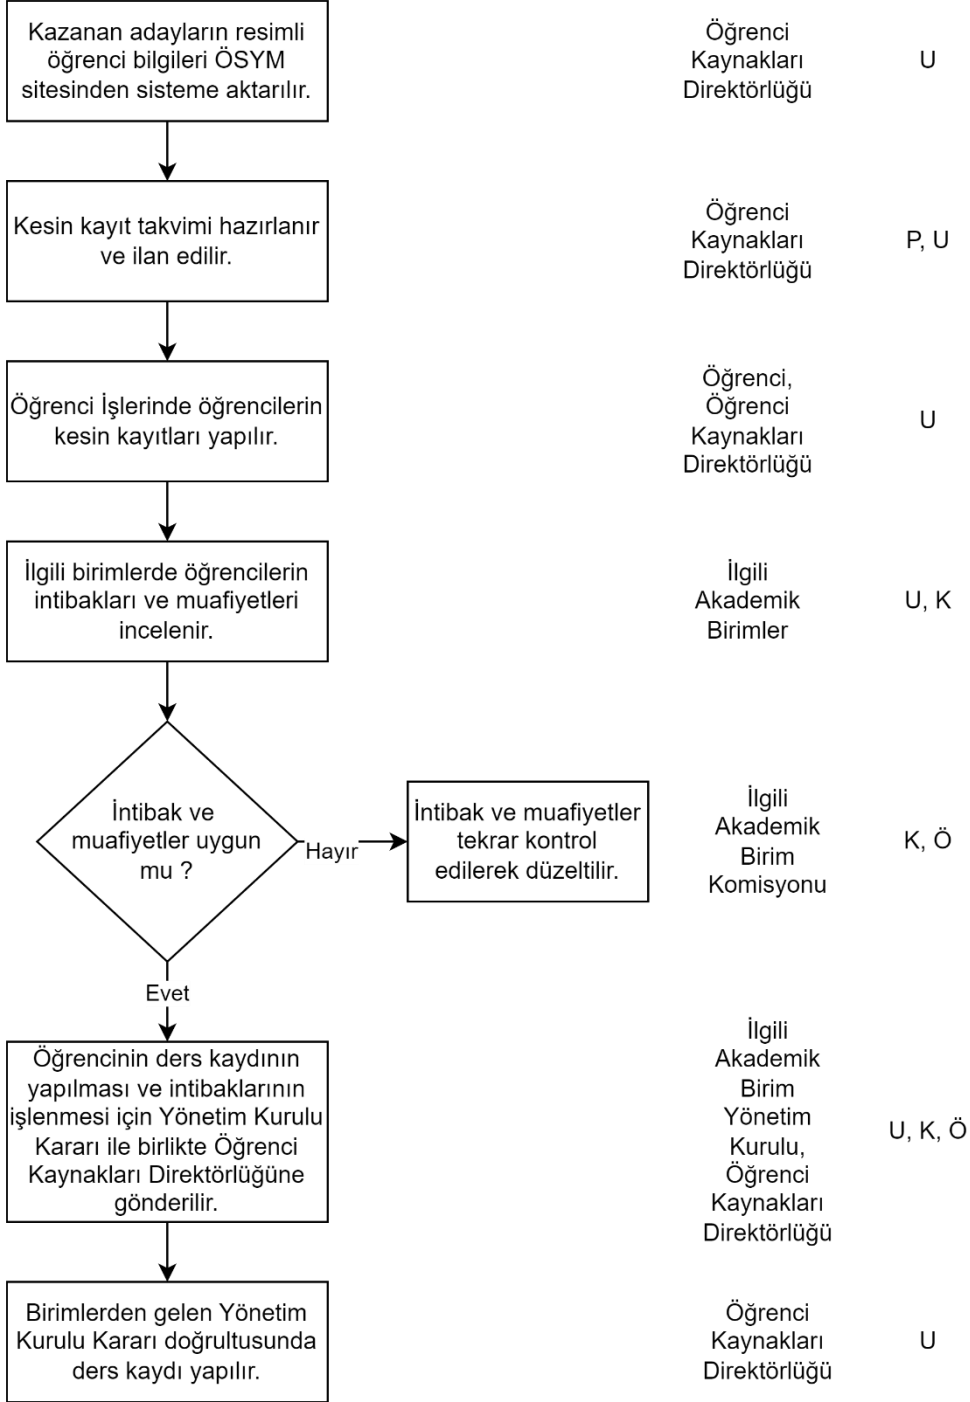 Kazanan adayların resimli
öğrenci bilgileri ÖSYM
sitesinden sisteme aktarılır.
Öğrenci
Kaynakları
Direktörlüğü
U
Kesin kayıt takvimi hazırlanır
ve ilan edilir.
Öğrenci
Kaynakları
Direktörlüğü
P, U
Öğrenci İşlerinde öğrencilerin
kesin kayıtları yapılır.
Öğrenci,
Öğrenci
Kaynakları
Direktörlüğü
U
İlgili birimlerde öğrencilerin
intibakları ve muafiyetleri
incelenir.
İlgili
Akademik
Birimler
U, K
İntibak ve
muafiyetler uygun
mu ?
Hayır
İntibak ve muafiyetler
tekrar kontrol
edilerek düzeltilir.
İlgili
Akademik
Birim
Komisyonu
K, Ö
Evet
Öğrencinin ders kaydının
yapılması ve intibaklarının
işlenmesi için Yönetim Kurulu
Kararı ile birlikte Öğrenci
Kaynakları Direktörlüğüne
gönderilir.
İlgili
Akademik
Birim
Yönetim
Kurulu,
Öğrenci
Kaynakları
Direktörlüğü
U, K, Ö
Birimlerden gelen Yönetim
Kurulu Kararı doğrultusunda
ders kaydı yapılır.
Öğrenci
Kaynakları
Direktörlüğü
U